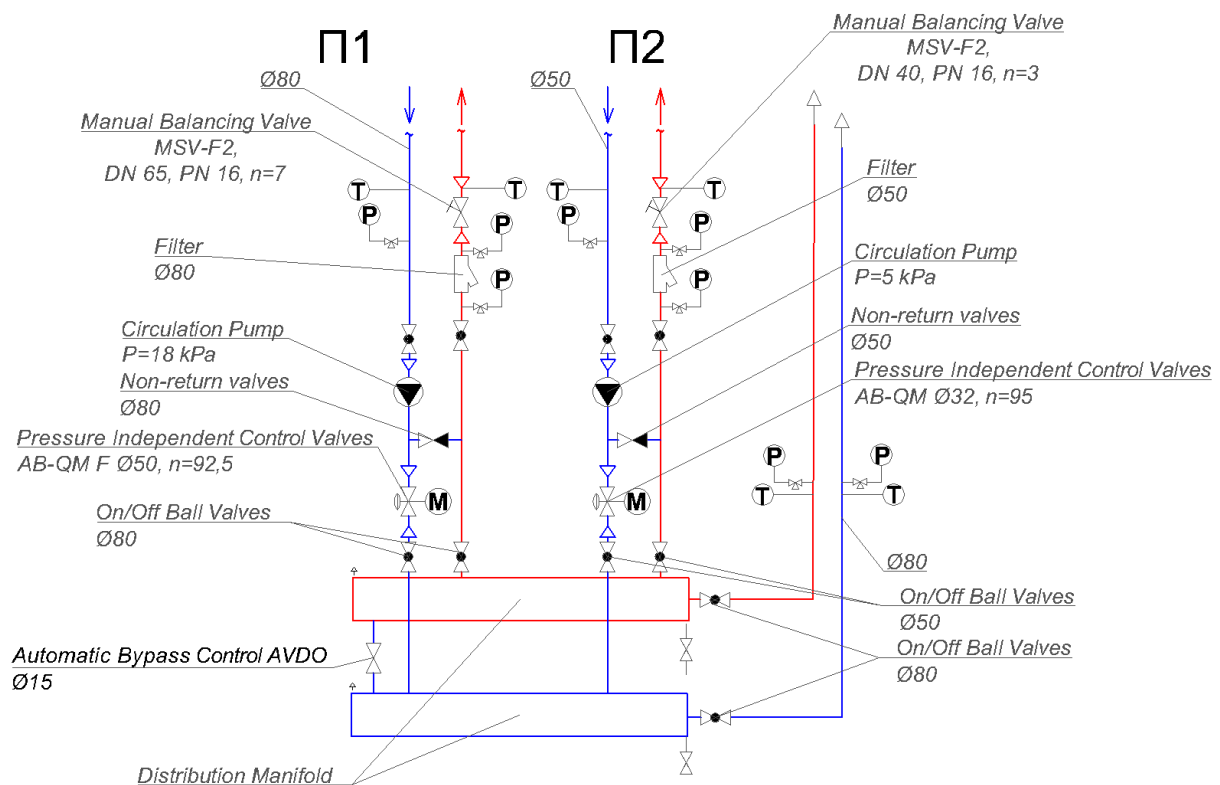 П1
П2
Ø80
Manual Balancing Valve
MSV-F2,
DN 65, PN 16, n=7
Ø50
Manual Balancing Valve
MSV-F2,
DN 40, PN 16, n=3
T
T
T
T
P
P
P
P
Filter
Ø50
Filter
Ø80
P
P
Circulation Pump
P=5 kPa
Circulation Pump
P=18 kPa
Non-return valves
Ø50
Non-return valves
Ø80
Pressure Independent Control Valves
AB-QM Ø32, n=95
Pressure Independent Control Valves
AB-QM F Ø50, n=92,5
P
P
M
M
T
T
On/Off Ball Valves
Ø80
Ø80
On/Off Ball Valves
Ø50
On/Off Ball Valves
Ø80
Automatic Bypass Control AVDO
Ø15
Distribution Manifold